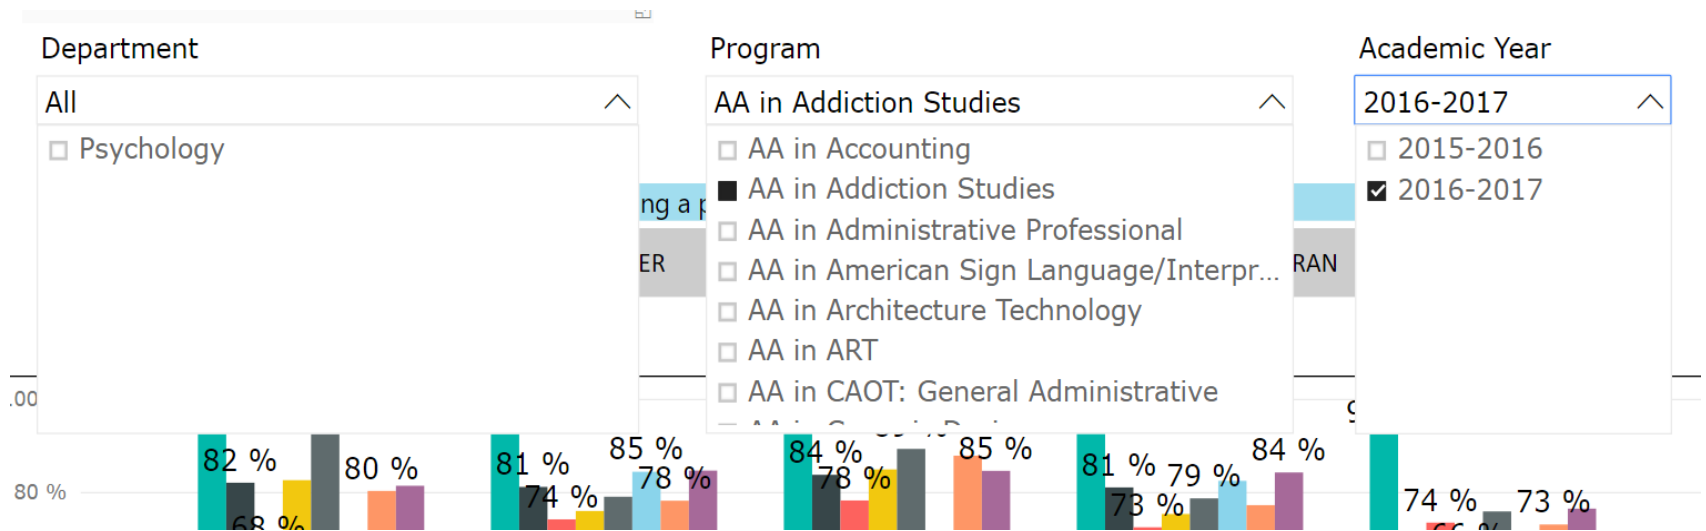 Department
Program
Academic Year
All
AA in Addiction Studies
2016-2017
Psychology
AA in Accounting
2015-2016
AA in Addiction Studies
2016-2017
ng a p
AA in Administrative Professional
ER
AA in American Sign Language/Interpr...
RAN
AA in Architecture Technology
AA in ART
AA in CAOT: General Administrative
.00
82 %
80 %
81 %
85 %
78 %
74 %
84 %
78 %
85 %
81 %
79 %
84 %
73 %
80 %
68 %
74 %
73 %